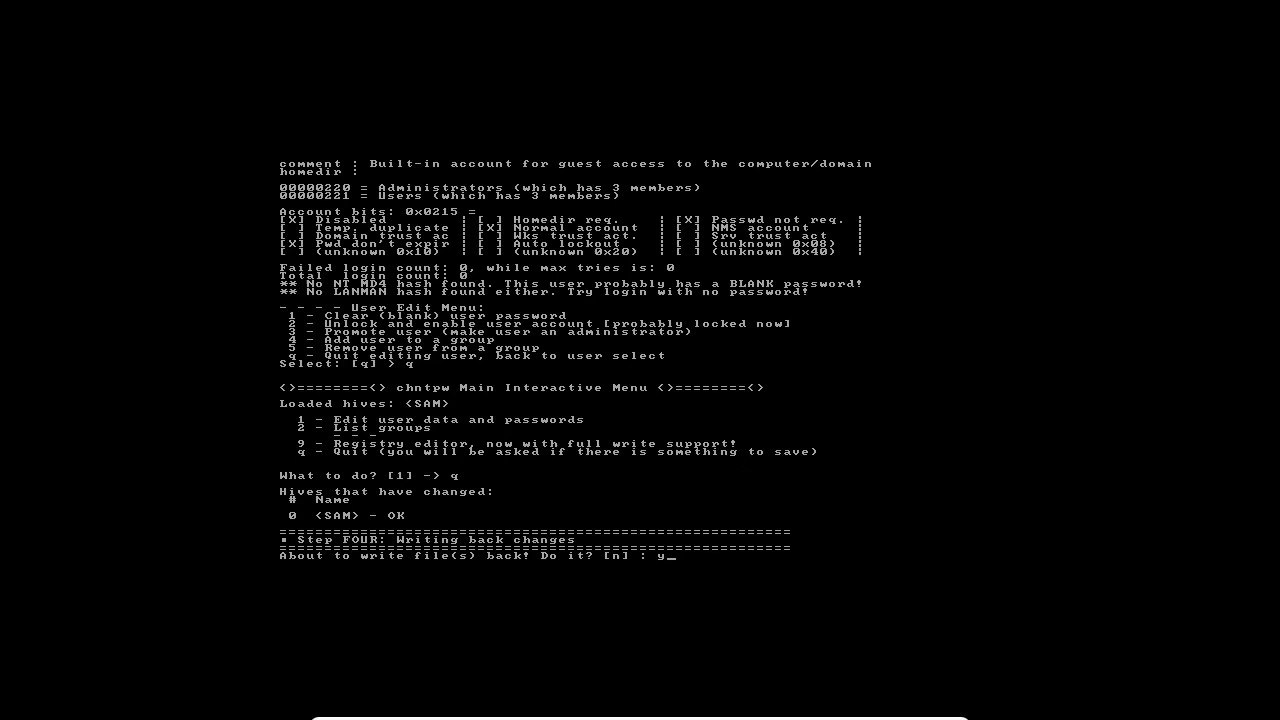 comment : Built-in account for guest access to the computer/domain
homedir :
00000220 = Administrators (which has 3 members)
00000221 = Users (which has 3 members)
Account bits: 0x0215 =
[X] Disabled        | [ ] Homedir req.    | [X] Passwd not req. |
[ ] Temp. duplicate | [X] Normal account  | [ ] NMS account     |
[ ] Domain trust ac | [ ] Wks trust act.  | [ ] Srv trust act   |
[X] Pwd don't expir | [ ] Auto lockout    | [ ] (unknown 0x08)  |
[ ] (unknown 0x10)  | [ ] (unknown 0x20)  | [ ] (unknown 0x40)  |
Failed login count: 0, while max tries is: 0
Total  login count: 0
** No NT MD4 hash found. This user probably has a BLANK password!
** No LANMAN hash found either. Try login with no password!
- - - - User Edit Menu:
 1 - Clear (blank) user password
 2 - Unlock and enable user account [probably locked now]
 3 - Promote user (make user an administrator)
 4 - Add user to a group
 5 - Remove user from a group
 q - Quit editing user, back to user select
Select: [q] > q
<>========<> chntpw Main Interactive Menu <>========<>
Loaded hives: <SAM>
  1 - Edit user data and passwords
  2 - List groups
      - - -
  9 - Registry editor, now with full write support!
  q - Quit (you will be asked if there is something to save)
What to do? [1] -> q
Hives that have changed:
 #  Name
 0  <SAM> - OK
=========================================================
▪ Step FOUR: Writing back changes
=========================================================
About to write file(s) back! Do it? [n] : y_